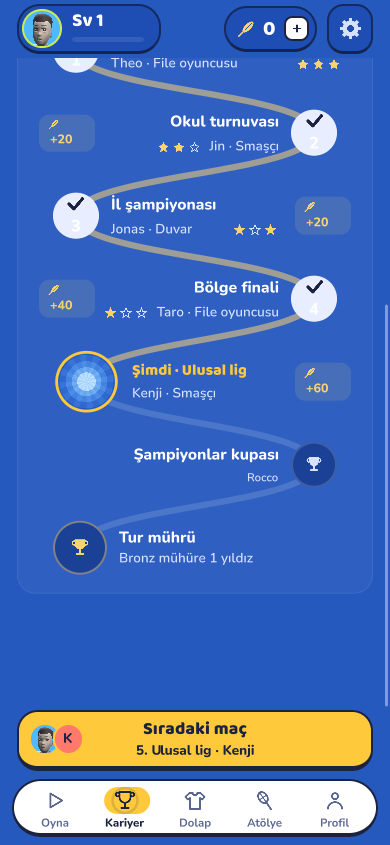 Sv 1
0
+
Theo · File oyuncusu
+20
Okul turnuvası
Jin · Smaşçı
2
3
İl şampiyonası
Jonas · Duvar
+20
+40
Bölge finali
Taro · File oyuncusu
4
Şimdi · Ulusal lig
Kenji · Smaşçı
+60
Şampiyonlar kupası
Rocco
Tur mührü
Bronz mühüre 1 yıldız
K
Sıradaki maç
5. Ulusal lig · Kenji
Oyna
Kariyer
Dolap
Atölye
Profil